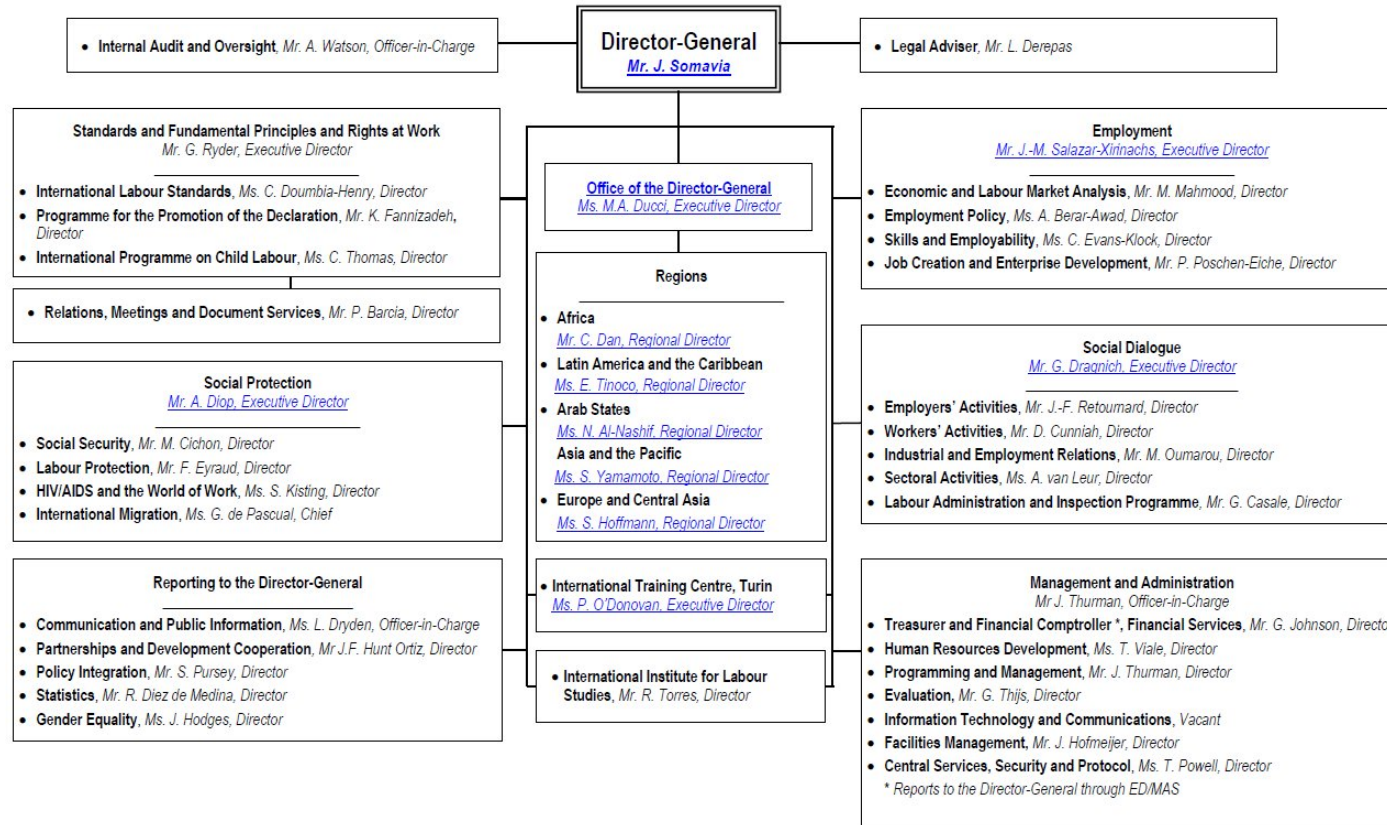 • Internal Audit and Oversight, Mr. A. Watson, Officer-in-Charge
Director-General
Mr. J. Somavia
• Legal Adviser, Mr. L. Derepas
Standards and Fundamental Principles and Rights at Work
Mr. G. Ryder, Executive Director
• International Labour Standards, Ms. C. Doumbia-Henry, Director
• Programme for the Promotion of the Declaration, Mr. K. Fannizadeh,
Director
• International Programme on Child Labour, Ms. C. Thomas, Director
• Relations, Meetings and Document Services, Mr. P. Barcia, Director
Social Protection
Mr. A. Diop, Executive Director
• Social Security, Mr. M. Cichon, Director
• Labour Protection, Mr. F. Eyraud, Director
• HIV/AIDS and the World of Work, Ms. S. Kisting, Director
• International Migration, Ms. G. de Pascual, Chief
Reporting to the Director-General
• Communication and Public Information, Ms. L. Dryden, Officer-in-Charge
• Partnerships and Development Cooperation, Mr J.F. Hunt Ortiz, Director
• Policy Integration, Mr. S. Pursey, Director
• Statistics, Mr. R. Diez de Medina, Director
• Gender Equality, Ms. J. Hodges, Director
Office of the Director-General
Ms. M.A. Ducci, Executive Director
Regions
• Africa
Mr. C. Dan, Regional Director
• Latin America and the Caribbean
Ms. E. Tinoco, Regional Director
• Arab States
Ms. N. Al-Nashif, Regional Director
Asia and the Pacific
Ms. S. Yamamoto, Regional Director
• Europe and Central Asia
Ms. S. Hoffmann, Regional Director
• International Training Centre, Turin
Ms. P. O'Donovan, Executive Director
• International Institute for Labour
Studies, Mr. R. Torres, Director
Employment
Mr. J.-M. Salazar-Xirinachs, Executive Director
• Economic and Labour Market Analysis, Mr. M. Mahmood, Director
• Employment Policy, Ms. A. Berar-Awad, Director
• Skills and Employability, Ms. C. Evans-Klock, Director
• Job Creation and Enterprise Development, Mr. P. Poschen-Eiche, Director
Social Dialogue
Mr. G. Dragnich, Executive Director
• Employers' Activities, Mr. J.-F. Retournard, Director
• Workers' Activities, Mr. D. Cunniah, Director
• Industrial and Employment Relations, Mr. M. Oumarou, Director
• Sectoral Activities, Ms. A. van Leur, Director
• Labour Administration and Inspection Programme, Mr. G. Casale, Director
Management and Administration
Mr J. Thurman, Officer-in-Charge
• Treasurer and Financial Comptroller *, Financial Services, Mr. G. Johnson, Directo
• Human Resources Development, Ms. T. Viale, Director
• Programming and Management, Mr. J. Thurman, Director
• Evaluation, Mr. G. Thijs, Director
• Information Technology and Communications, Vacant
• Facilities Management, Mr. J. Hofmeijer, Director
• Central Services, Security and Protocol, Ms. T. Powell, Director
* Reports to the Director-General through ED/MAS